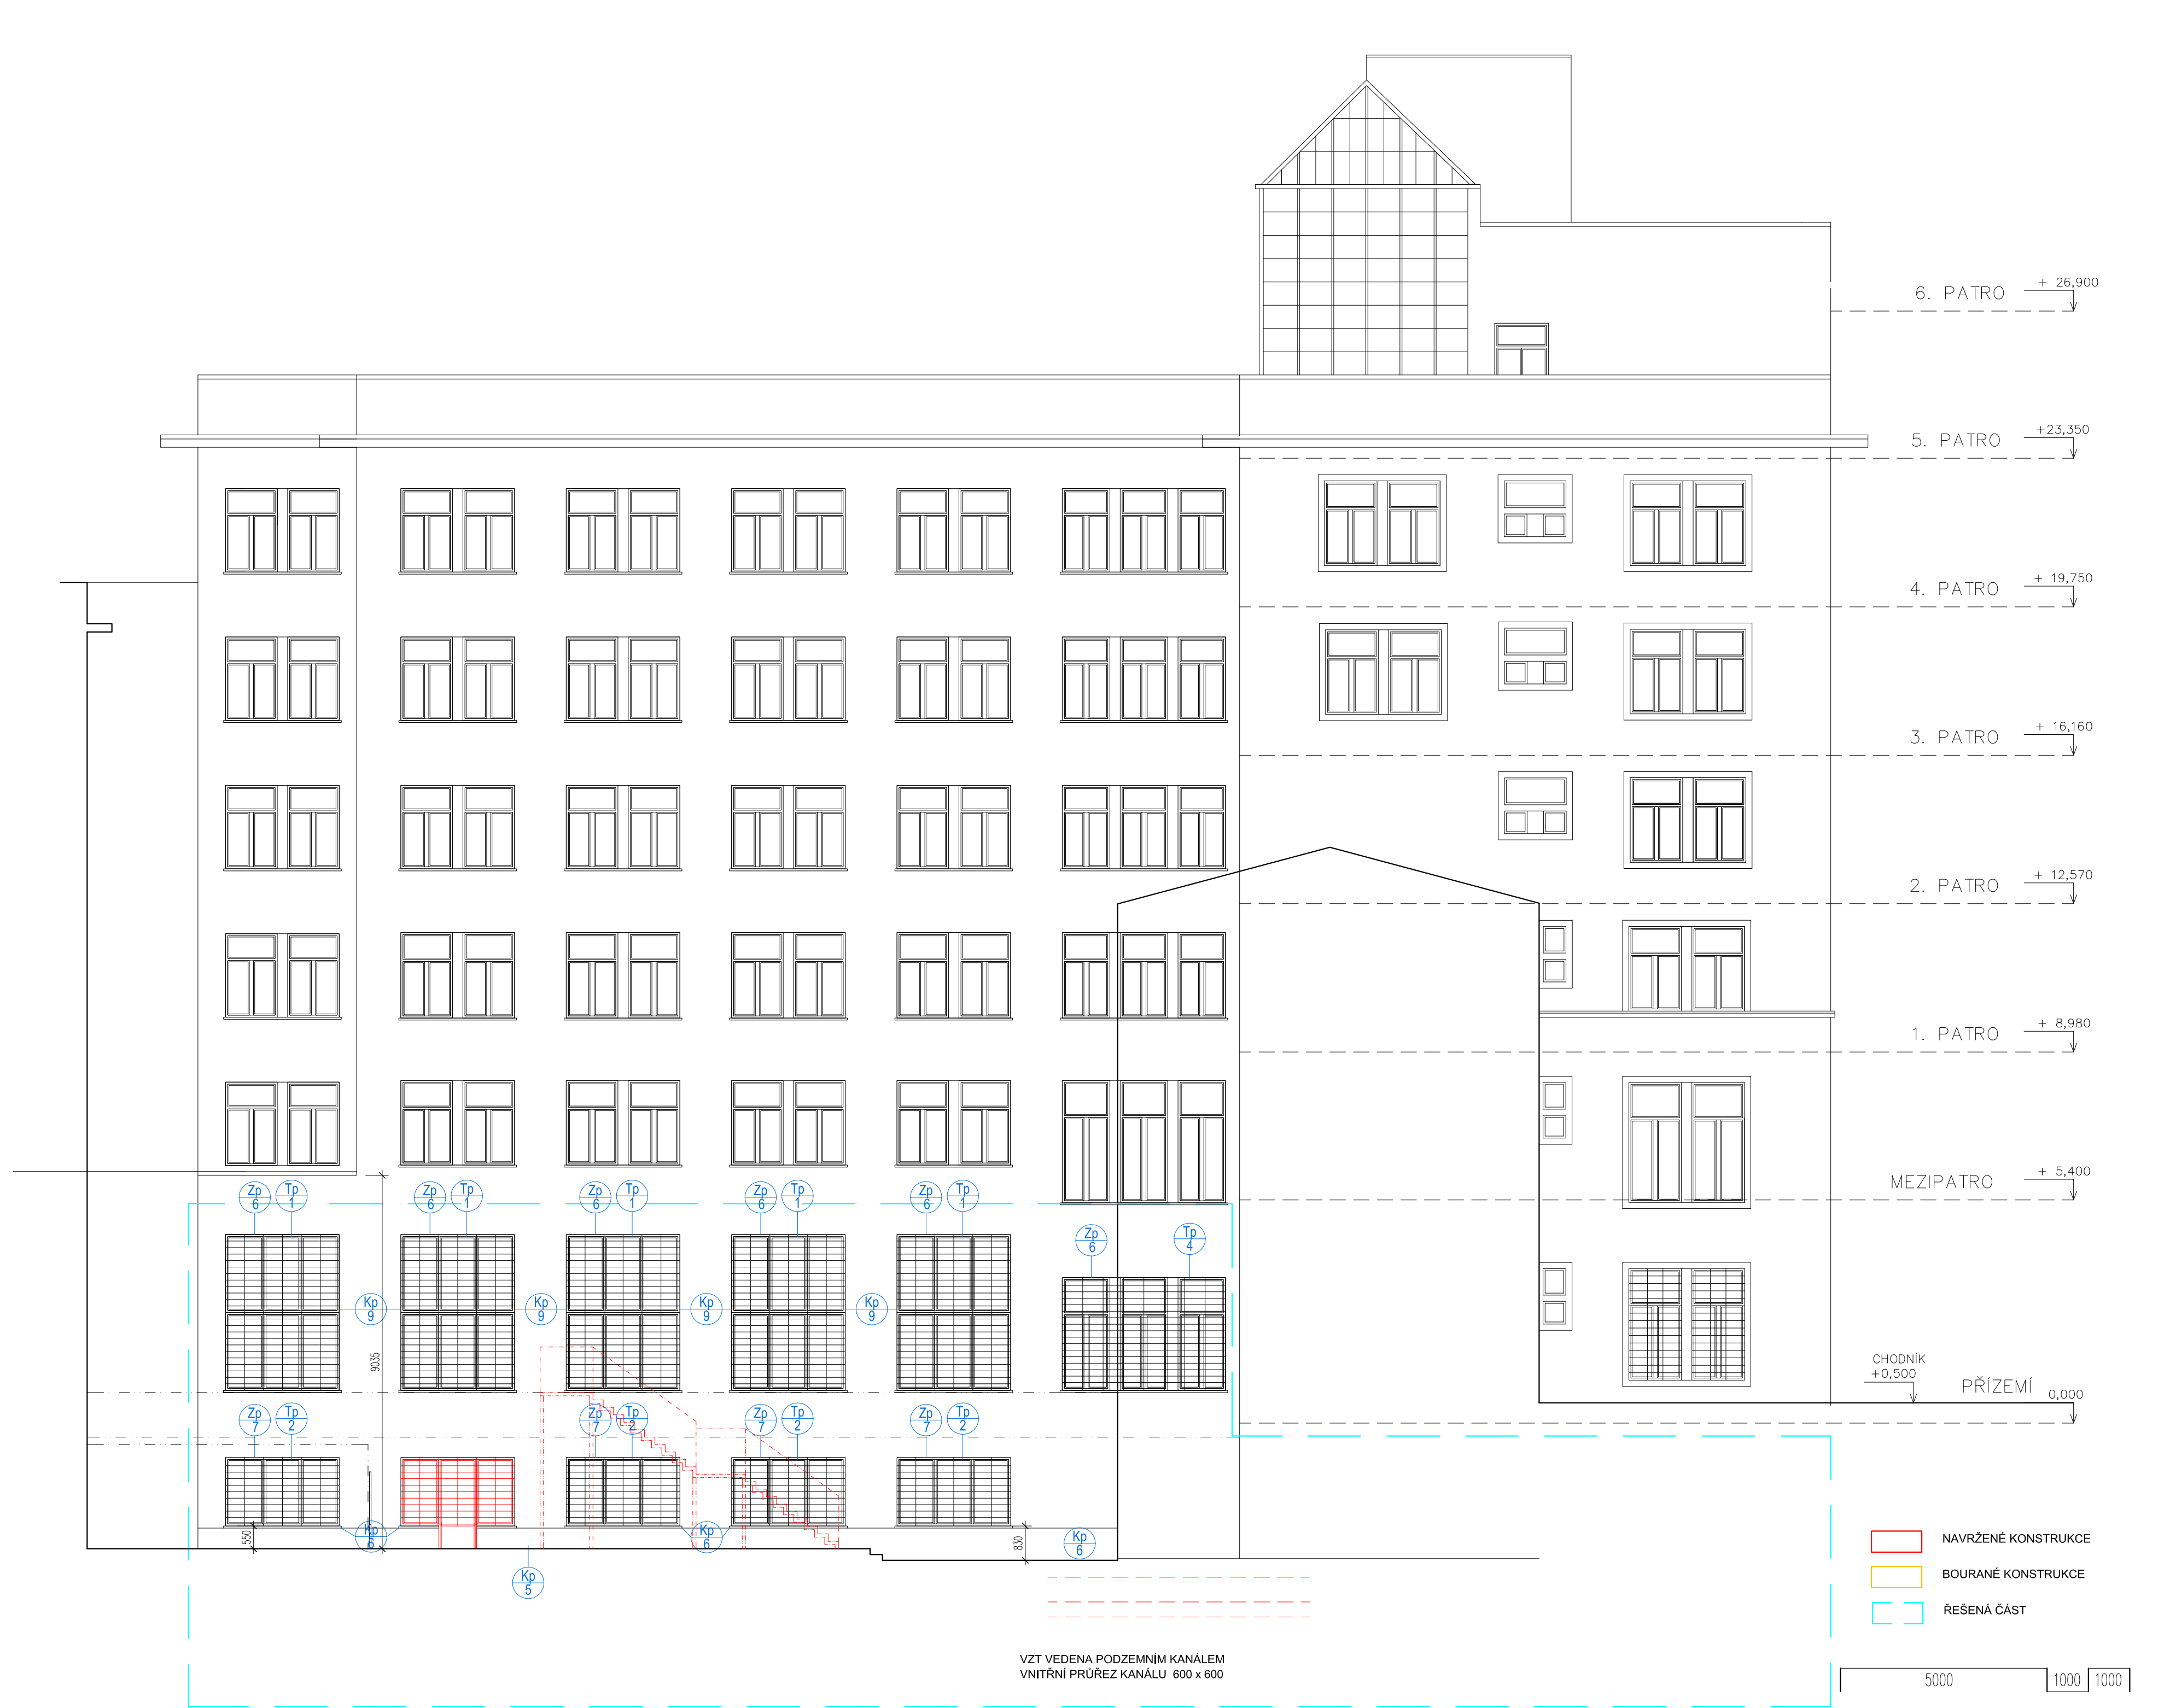 6. PATRO + 26,900
5. PATRO +23,350
4. PATRO + 19,750
3. PATRO + 16,160
2. PATRO + 12,570
1. PATRO + 8,980
MEZIPATRO + 5,400
Zp 6 Tp 1 Zp 6 Tp 1 Zp 6 Tp 1 Zp 6 Tp 1 Zp 6 Tp 1
Zp 6 Tp 4
Kp 9 Kp 9 Kp 9 Kp 9
9035
CHODNÍK
+0,500
PŘÍZEMÍ 0,000
Zp 7 Tp 2 Zp 7 Tp 2 Zp 7 Tp 2 Zp 7 Tp 2
550 Kp Kp 6 830 Kp 6
Kp 5
NAVRŽENÉ KONSTRUKCE
BOURANÉ KONSTRUKCE
ŘEŠENÁ ČÁST
VZT VEDENA PODZEMNÍM KANÁLEM
VNITŘNÍ PRŮŘEZ KANÁLU 600 x 600
5000 1000 1000